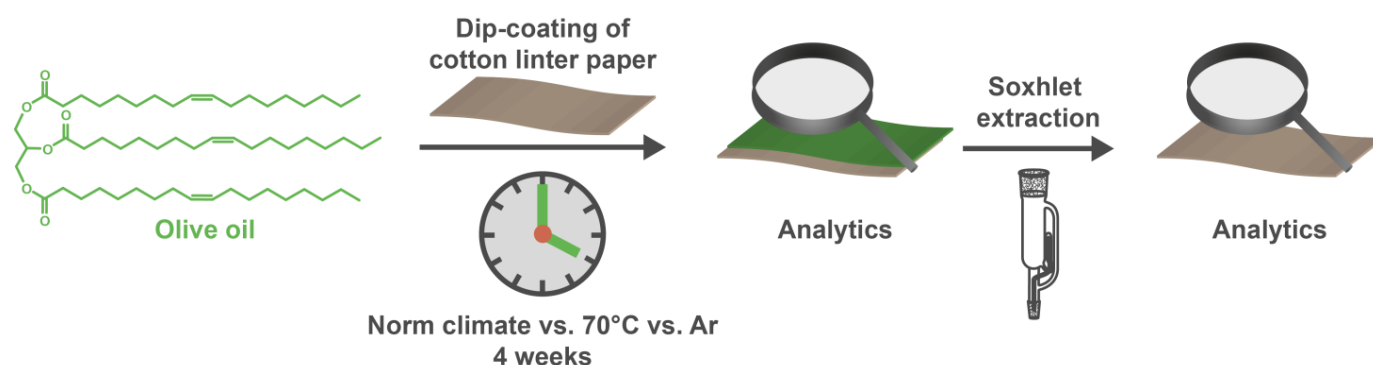 Dip-coating of
cotton linter paper
Soxhlet
extraction
O
O
O
O
O
O
Olive oil
Analytics
Analytics
Norm climate vs. 70°C vs. Ar
4 weeks